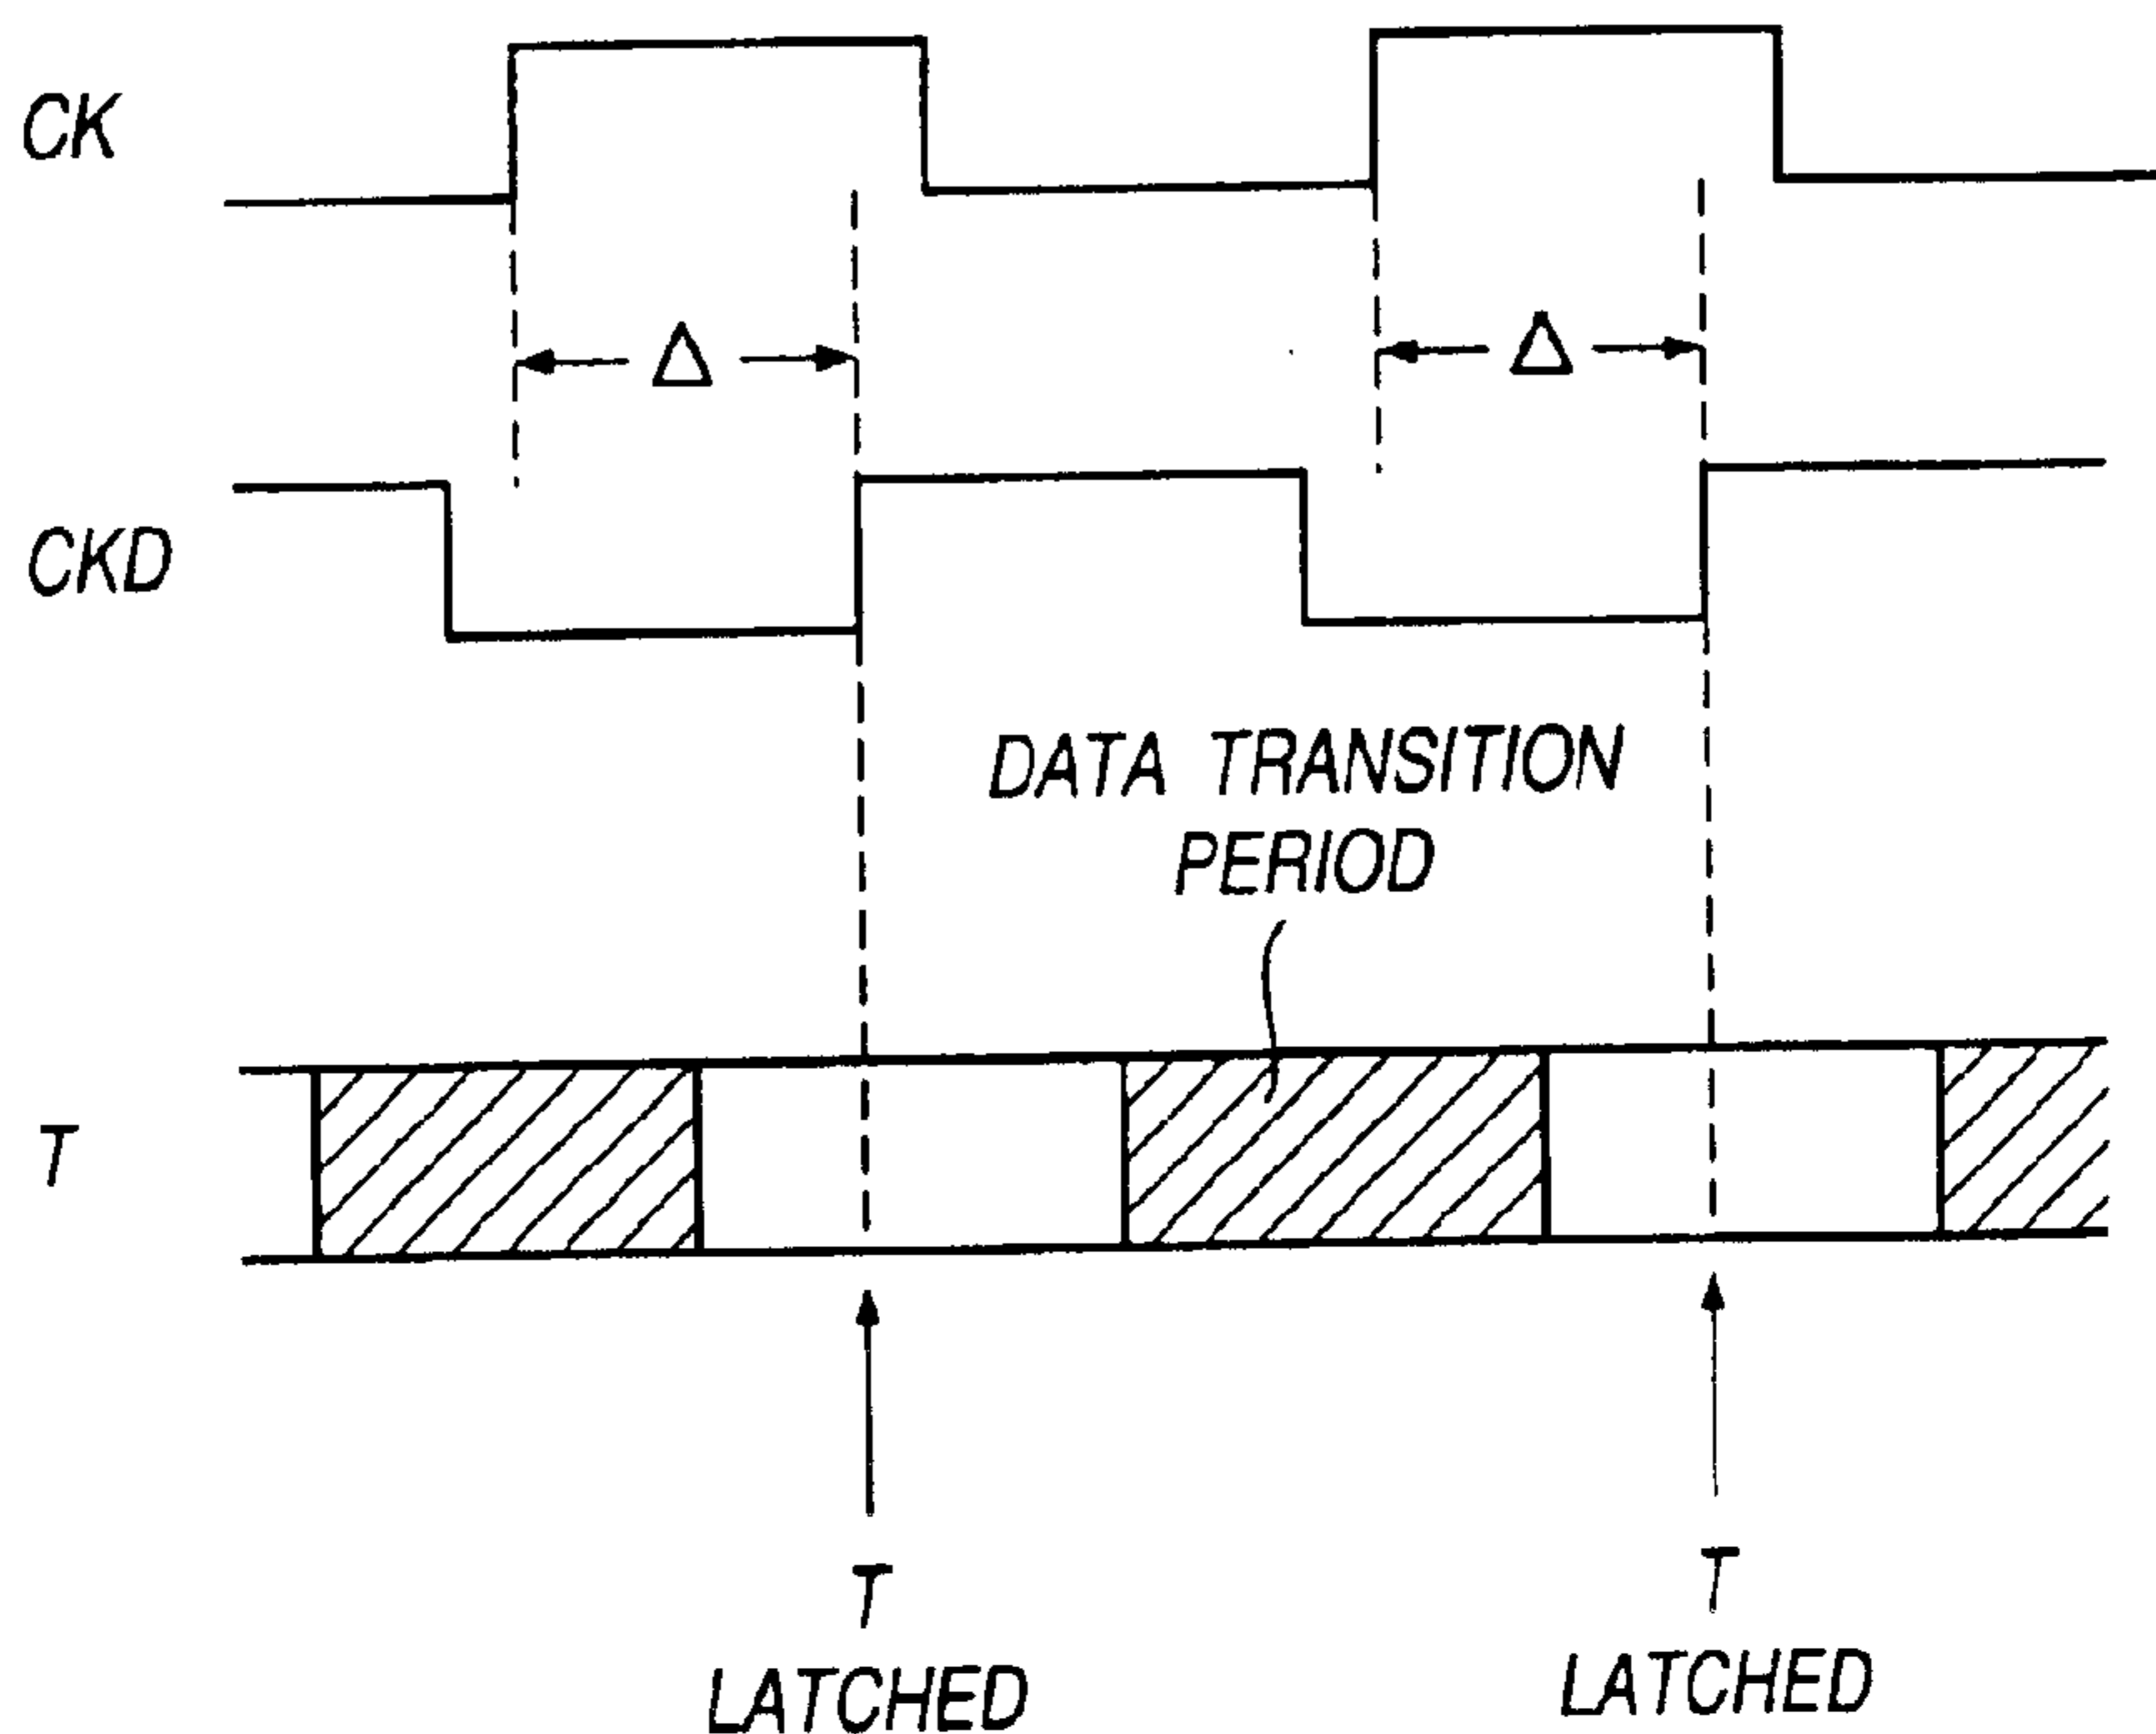 CK
Δ
Δ
CKD
DATA TRANSITION
PERIOD
T
T
LATCHED
T
LATCHED